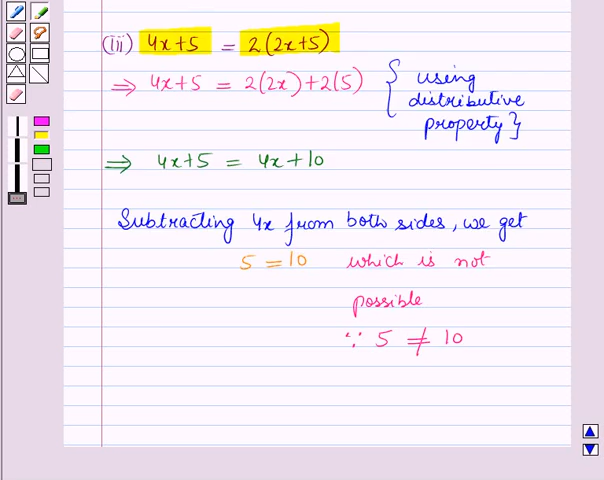 (iii) 4x+5 = 2(2x+5)
⇒ 4x+5 = 2(2x)+2(5) { using
distributive
property}
⇒ 4x+5 = 4x+10
Subtracting 4x from both sides, we get
5 = 10 which is not
possible
∵ 5 ≠ 10